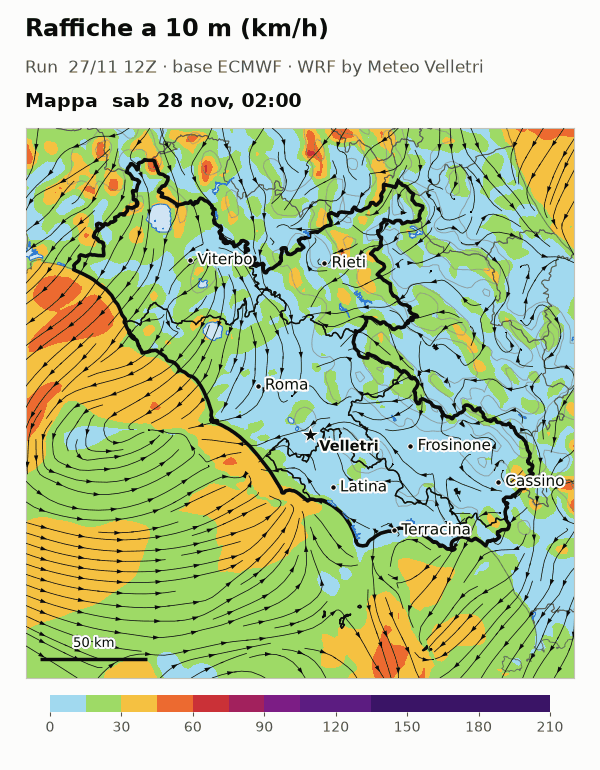 Raffiche a 10 m (km/h)
Run  27/11 12Z · base ECMWF · WRF by Meteo Velletri
Mappa  sab 28 nov, 02:00
Viterbo
Rieti
Roma
Velletri
Frosinone
Cassino
Latina
Terracina
50 km
0 30 60 90 120 150 180 210